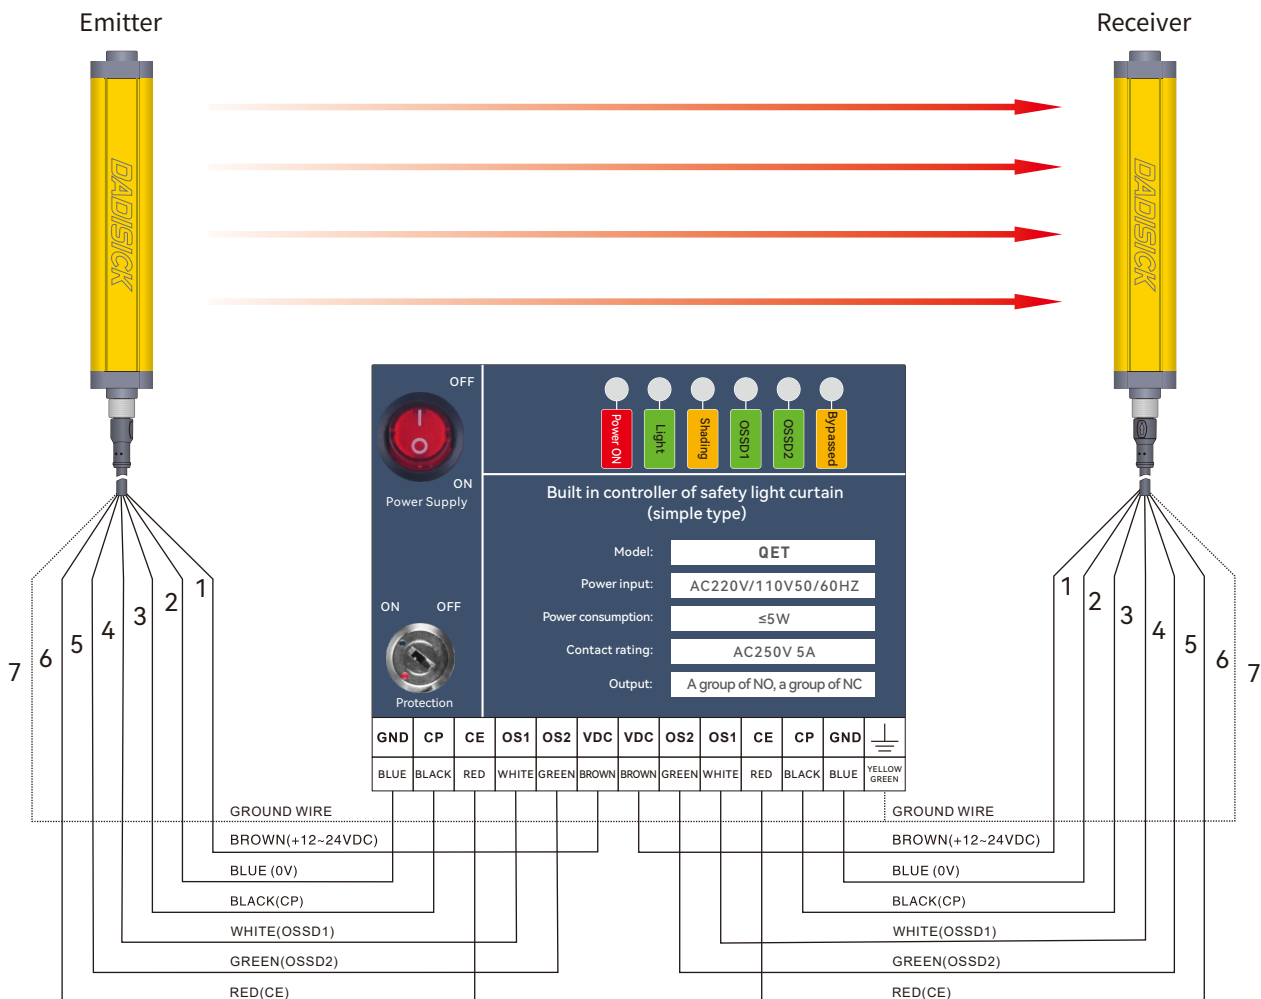 Emitter
Receiver
DADISICK
DADISICK
OFF
ON
Power Supply
Power ON
Light
Shading
OSSD1
OSSD2
Bypassed
Built in controller of safety light curtain
(simple type)
Model: QET
Power input: AC220V/110V50/60HZ
Power consumption: ≤5W
Contact rating: AC250V 5A
Output: A group of NO, a group of NC
ON OFF
Protection
GND CP CE OS1 OS2 VDC VDC OS2 OS1 CE CP GND
BLUE BLACK RED WHITE GREEN BROWN BROWN GREEN WHITE RED BLACK BLUE YELLOW GREEN
7 6 5 4 3 2 1
1 2 3 4 5 6 7
GROUND WIRE
BROWN(+12~24VDC)
BLUE (0V)
BLACK(CP)
WHITE(OSSD1)
GREEN(OSSD2)
RED(CE)
GROUND WIRE
BROWN(+12~24VDC)
BLUE (0V)
BLACK(CP)
WHITE(OSSD1)
GREEN(OSSD2)
RED(CE)